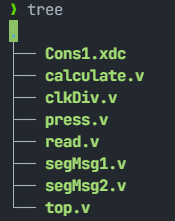 ❯ tree
.
├── Cons1.xdc
├── calculate.v
├── clkDiv.v
├── press.v
├── read.v
├── segMsg1.v
├── segMsg2.v
└── top.v